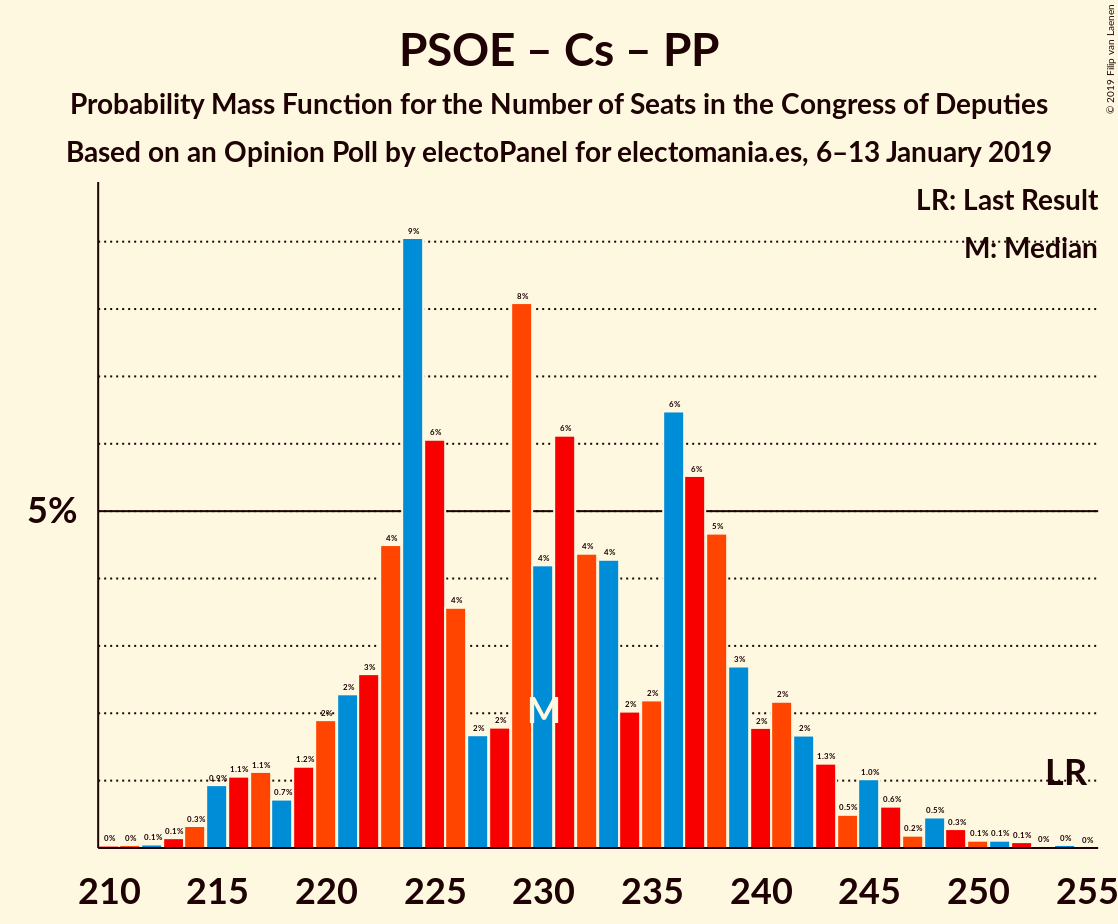 © 2019 Filip van Laenen
PSOE – Cs – PP
Probability Mass Function for the Number of Seats in the Congress of Deputies
Based on an Opinion Poll by electoPanel for electomania.es, 6–13 January 2019
LR: Last Result
M: Median
5%
0% 0% 0.1% 0.1% 0.3% 0.9% 1.1% 1.1% 0.7% 1.2% 2% 2% 3% 4% 9% 6% 4% 2% 2% 8% 4% 6% 4% 4% 2% 2% 6% 6% 5% 3% 2% 2% 2% 1.3% 0.5% 1.0% 0.6% 0.2% 0.5% 0.3% 0.1% 0.1% 0.1% 0% 0% 0%
M
LR
210 215 220 225 230 235 240 245 250 255